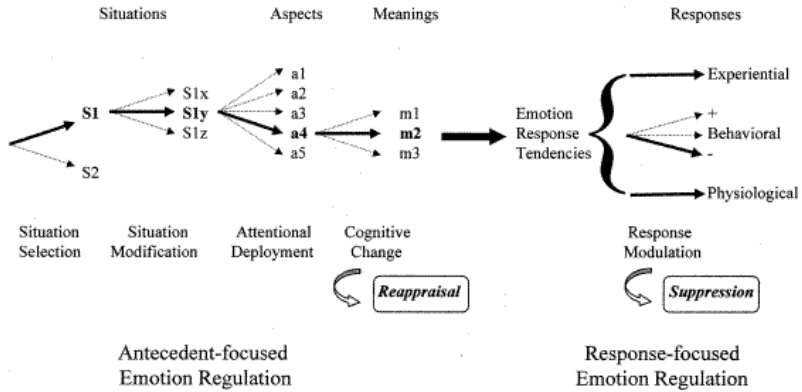 Situations Aspects Meanings Responses
a1
S1x a2
S1 S1y a3
S1z a4
a5
S2
m1
m2
m3
Emotion
Response
Tendencies
Experiential
+
Behavioral
-
Physiological
Situation
Selection
Situation
Modification
Attentional
Deployment
Cognitive
Change
Response
Modulation
Reappraisal
Suppression
Antecedent-focused
Emotion Regulation
Response-focused
Emotion Regulation